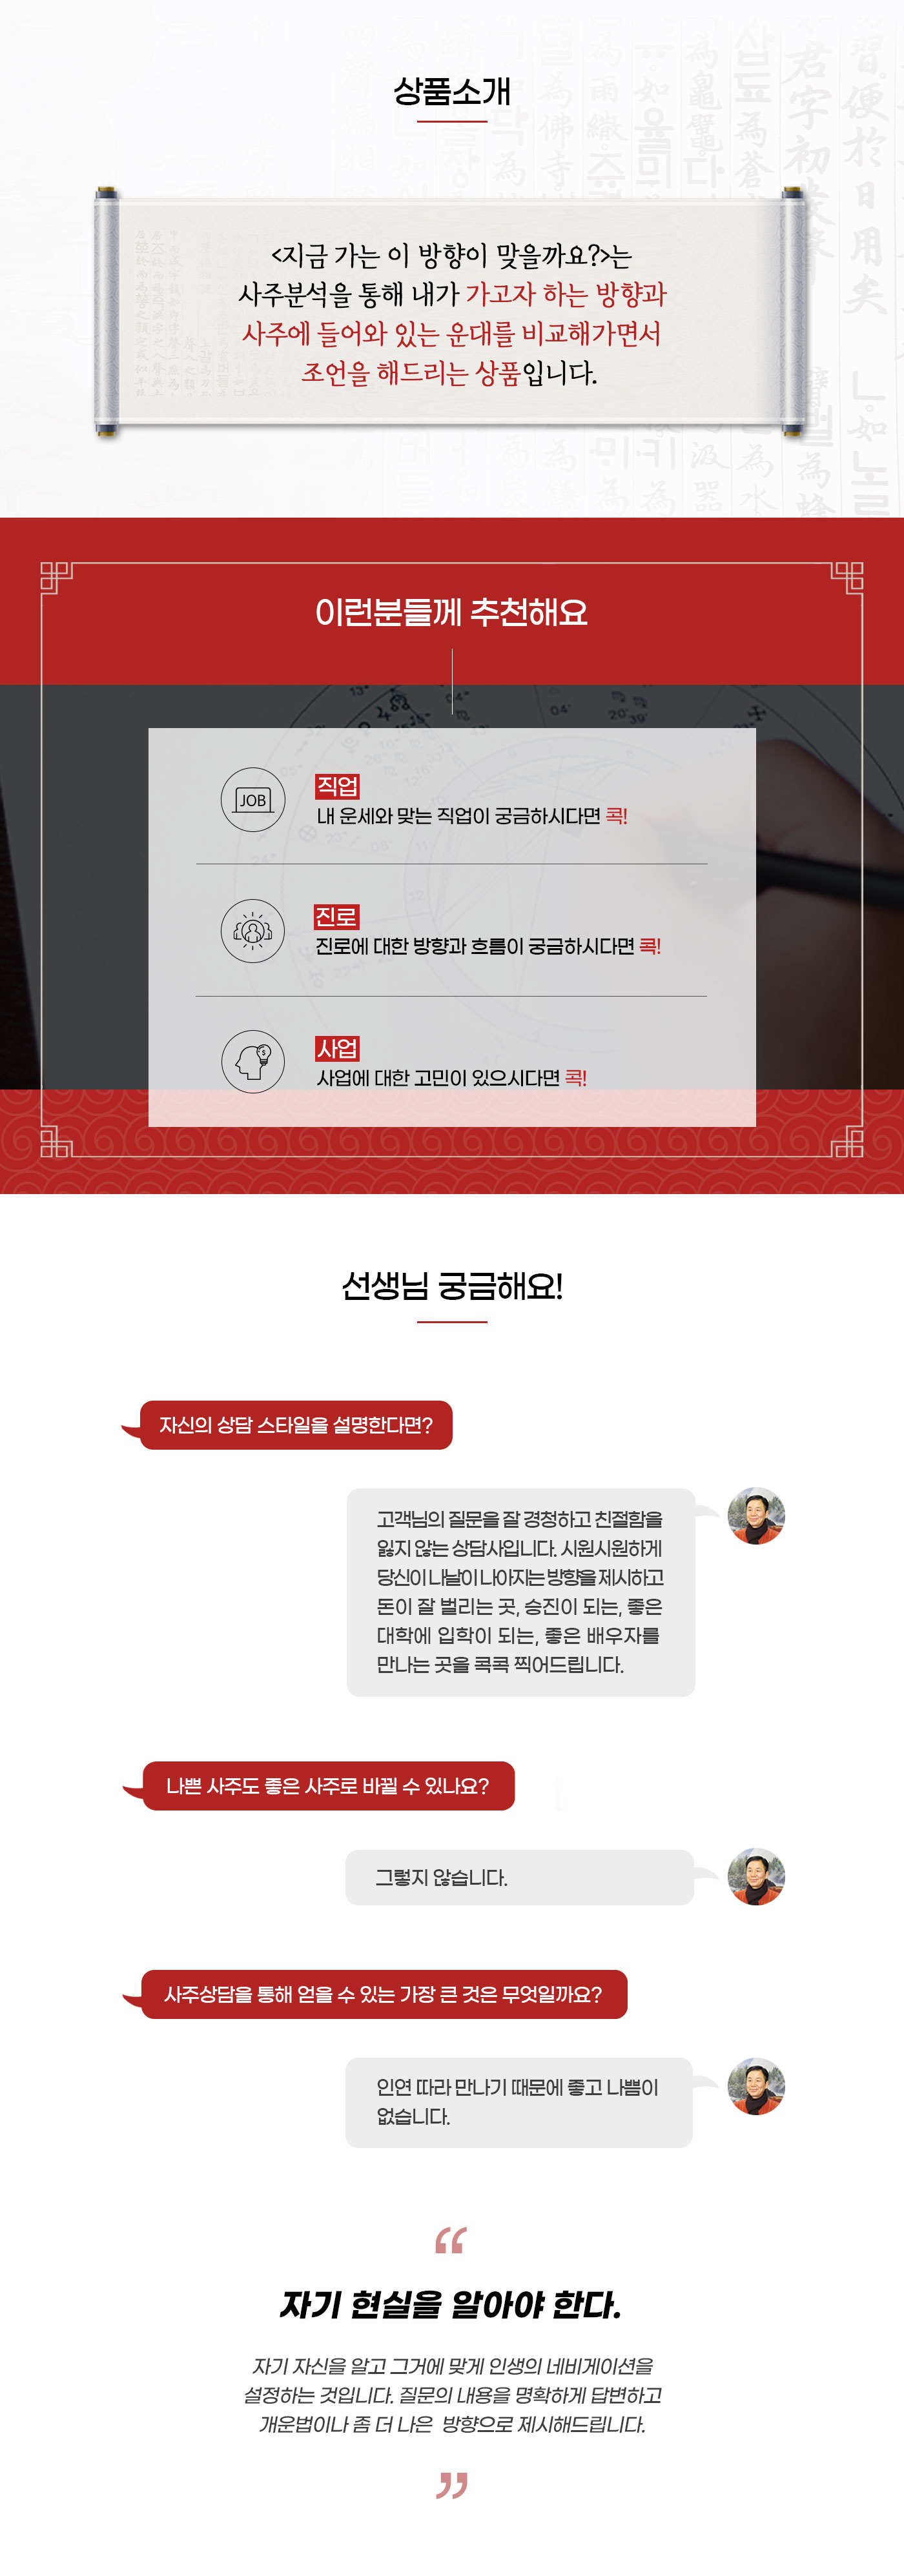 상품소개
<지금 가는 이 방향이 맞을까요?>는
사주분석을 통해 내가 가고자 하는 방향과
사주에 들어와 있는 운대를 비교해가면서
조언을 해드리는 상품입니다.
이런분들께 추천해요
JOB
직업
내 운세와 맞는 직업이 궁금하시다면 콕!
진로
진로에 대한 방향과 흐름이 궁금하시다면 콕!
사업
사업에 대한 고민이 있으시다면 콕!
선생님 궁금해요!
자신의 상담 스타일을 설명한다면?
고객님의 질문을 잘 경청하고 친절함을
잃지 않는 상담사입니다. 시원시원하게
당신이 나날이 나아지는 방향을 제시하고
돈이 잘 벌리는 곳, 승진이 되는, 좋은
대학에 입학이 되는, 좋은 배우자를
만나는 곳을 콕콕 찍어드립니다.
나쁜 사주도 좋은 사주로 바뀔 수 있나요?
그렇지 않습니다.
사주상담을 통해 얻을 수 있는 가장 큰 것은 무엇일까요?
인연 따라 만나기 때문에 좋고 나쁨이
없습니다.
“
자기 현실을 알아야 한다.
자기 자신을 알고 그거에 맞게 인생의 네비게이션을
설정하는 것입니다. 질문의 내용을 명확하게 답변하고
개운법이나 좀 더 나은 방향으로 제시해드립니다.
”